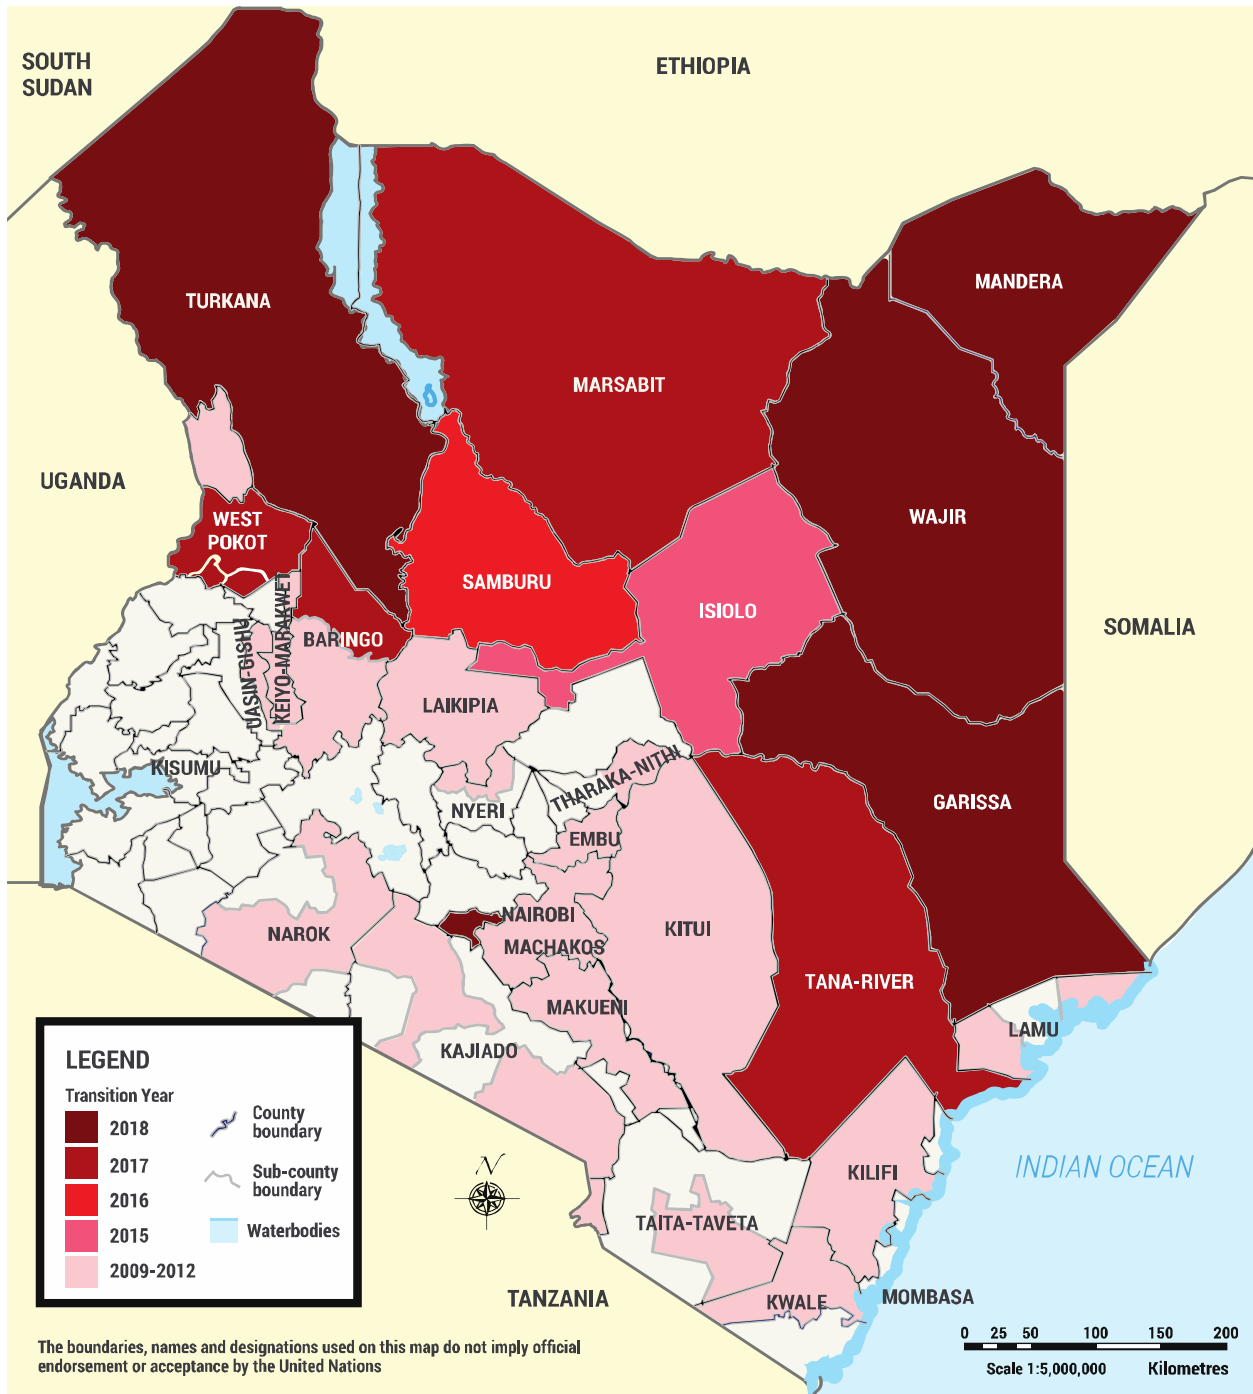 SOUTH
SUDAN
ETHIOPIA
MANDERA
TURKANA
MARSABIT
UGANDA
WAJIR
WEST
POKOT
SAMBURU
ISIOLO
SOMALIA
BARINGO
UASIN-GISHU
KEIYO-MARAKWET
LAIKIPIA
KISUMU
THARAKA-NITHI
NYERI
GARISSA
EMBU
NAIROBI
KITUI
NAROK
MACHAKOS
TANA-RIVER
MAKUENI
LAMU
KAJIADO
KILIFI
INDIAN OCEAN
TAITA-TAVETA
KWALE
MOMBASA
TANZANIA
N
LEGEND
Transition Year
2018
2017
2016
2015
2009-2012
County
boundary
Sub-county
boundary
Waterbodies
The boundaries, names and designations used on this map do not imply official
endorsement or acceptance by the United Nations
0 25 50 100 150 200
Scale 1:5,000,000 Kilometres